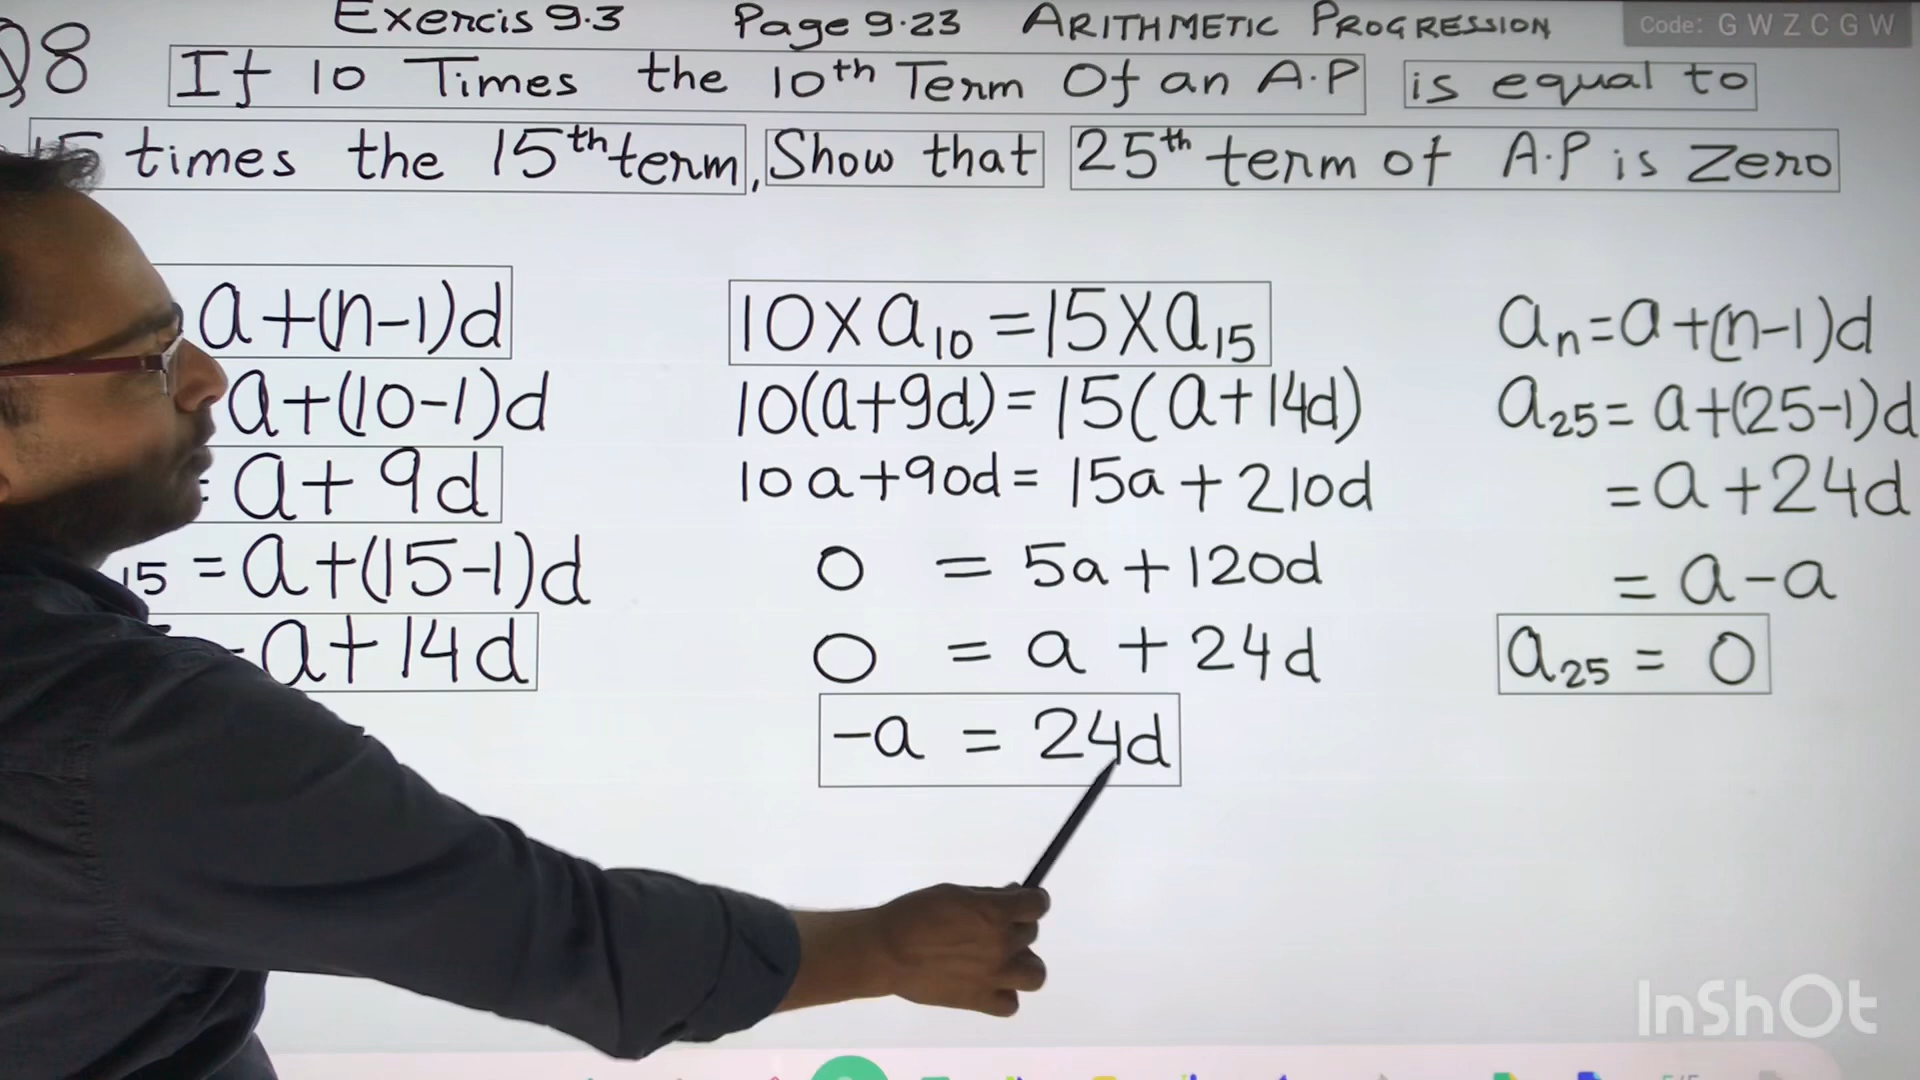 Exercis 9.3 Page 9.23 ARITHMETIC PROGRESSION
Code: GWZCGW
Q8 If 10 Times the 10th Term Of an A.P is equal to
15 times the 15th term, Show that 25th term of A.P is Zero
a+(n-1)d
a+(10-1)d
= a+9d
15 = a+(15-1)d
= a+14d
10×a10=15×a15
10(a+9d)=15(a+14d)
10a+90d=15a+210d
0 = 5a+120d
0 = a+24d
-a = 24d
an=a+(n-1)d
a25=a+(25-1)d
=a+24d
=a-a
a25 = 0
InShOt